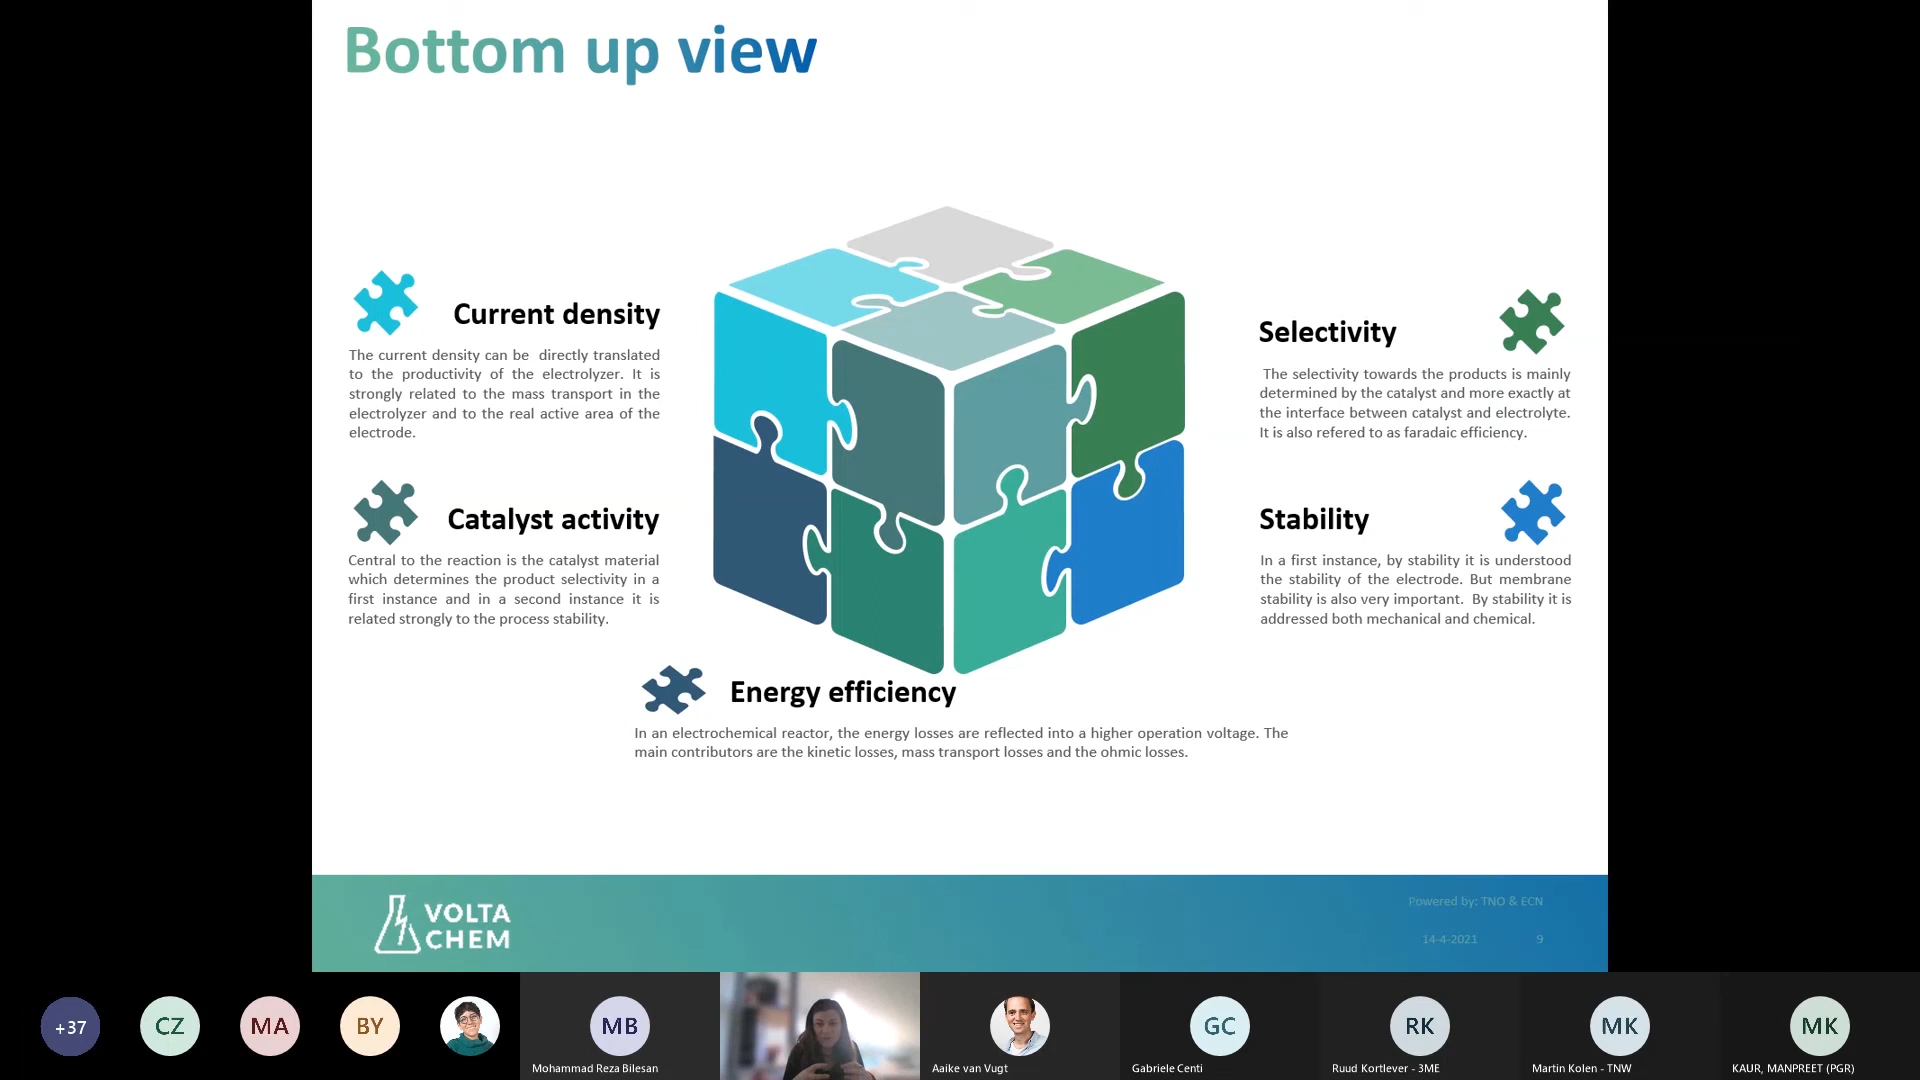 Bottom up view
Current density
The current density can be directly translated
to the productivity of the electrolyzer. It is
strongly related to the mass transport in the
electrolyzer and to the real active area of the
electrode.
Catalyst activity
Central to the reaction is the catalyst material
which determines the product selectivity in a
first instance and in a second instance it is
related strongly to the process stability.
Selectivity
The selectivity towards the products is mainly
determined by the catalyst and more exactly at
the interface between catalyst and electrolyte.
It is also refered to as faradaic efficiency.
Stability
In a first instance, by stability it is understood
the stability of the electrode. But membrane
stability is also very important. By stability it is
addressed both mechanical and chemical.
Energy efficiency
In an electrochemical reactor, the energy losses are reflected into a higher operation voltage. The
main contributors are the kinetic losses, mass transport losses and the ohmic losses.
VOLTA
CHEM
Powered by: TNO & ECN
14-4-2021 9
+37 CZ MA BY MB GC RK MK MK
Mohammad Reza Bilesan Aaike van Vugt Gabriele Centi Ruud Kortlever - 3ME Martin Kolen - TNW KAUR, MANPREET (PGR)